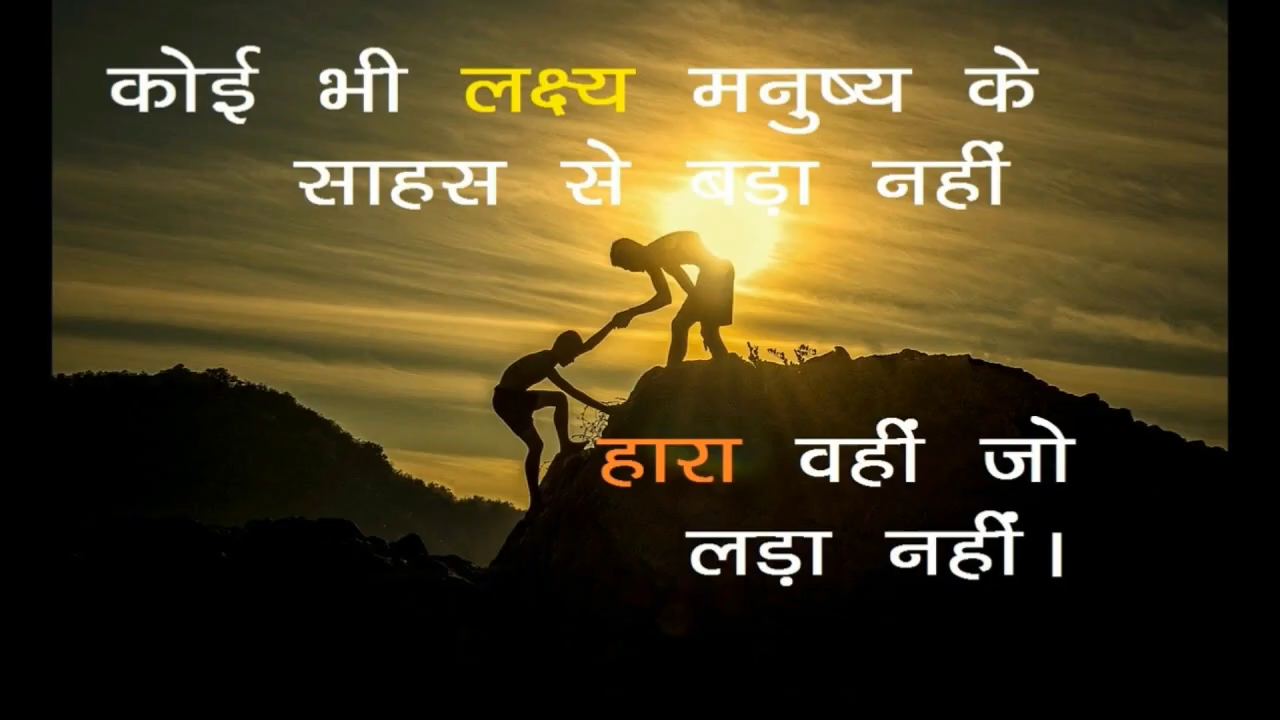 कोई भी लक्ष्य मनुष्य के
साहस से बड़ा नहीं
हारा वहीं जो
लड़ा नहीं।